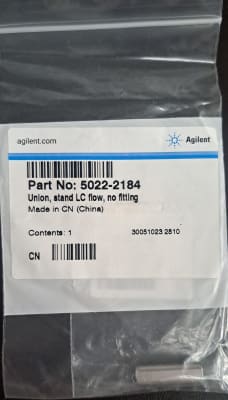 agilent.com
Agilent
Part No: 5022-2184
Union, stand LC flow, no fitting
Made in CN (China)
Contents: 1
30051023 2810
CN